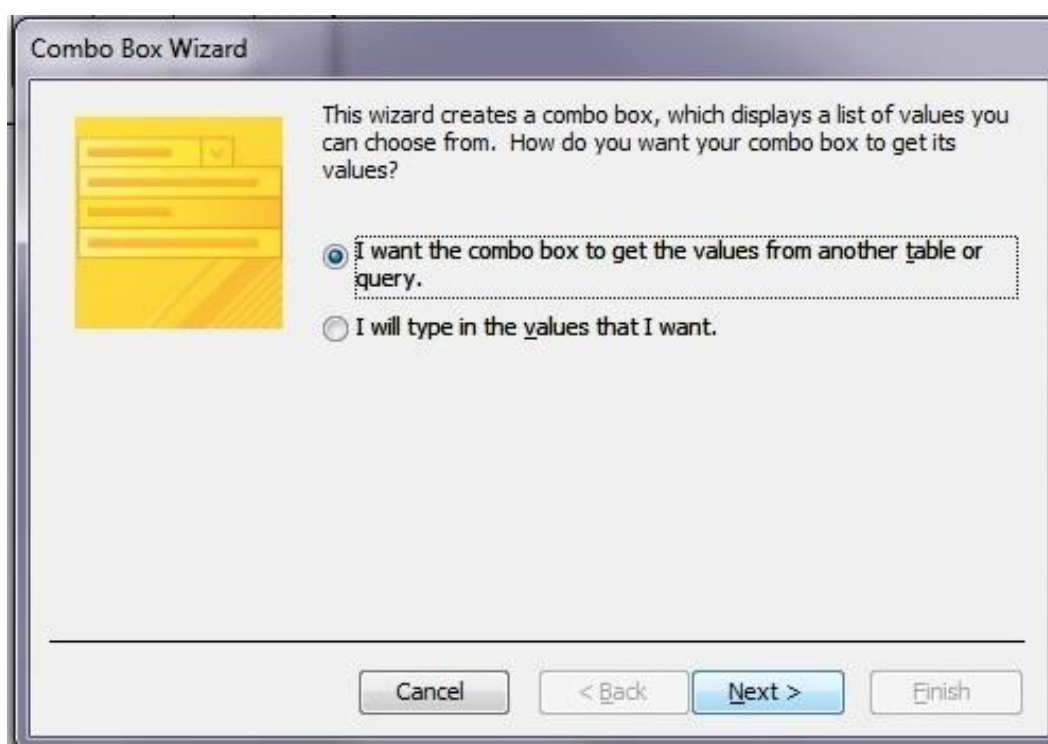 Combo Box Wizard
This wizard creates a combo box, which displays a list of values you
can choose from.  How do you want your combo box to get its
values?
I want the combo box to get the values from another table or
query.
I will type in the values that I want.
Cancel
< Back
Next >
Finish